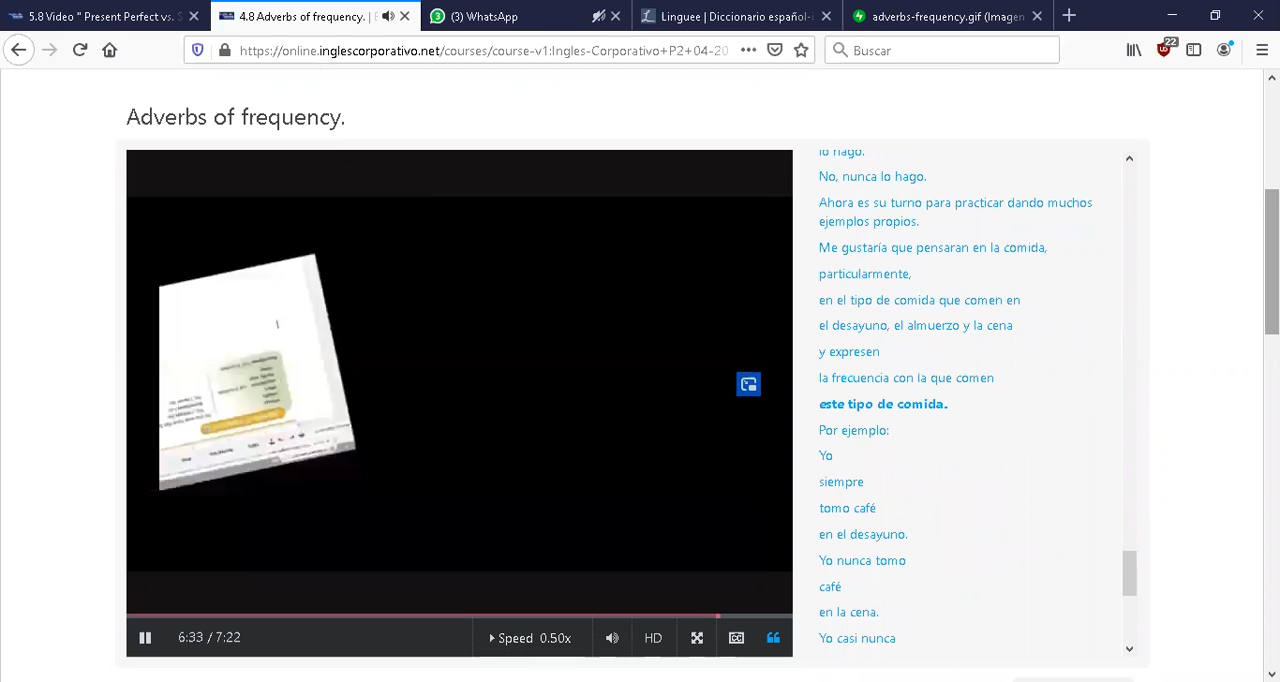 5.8 Video " Present Perfect vs. S
4.8 Adverbs of frequency. | E
(3) WhatsApp
Linguee | Diccionario español-i
adverbs-frequency.gif (Imagen
https://online.inglescorporativo.net/courses/course-v1:Ingles-Corporativo+P2+04-20
Buscar
22
Adverbs of frequency.
lo hago.
No, nunca lo hago.
Ahora es su turno para practicar dando muchos
ejemplos propios.
Me gustaría que pensaran en la comida,
particularmente,
en el tipo de comida que comen en
el desayuno, el almuerzo y la cena
y expresen
la frecuencia con la que comen
este tipo de comida.
Por ejemplo:
Yo
siempre
tomo café
en el desayuno.
Yo nunca tomo
café
en la cena.
Yo casi nunca
6:33 / 7:22
Speed 0.50x
HD